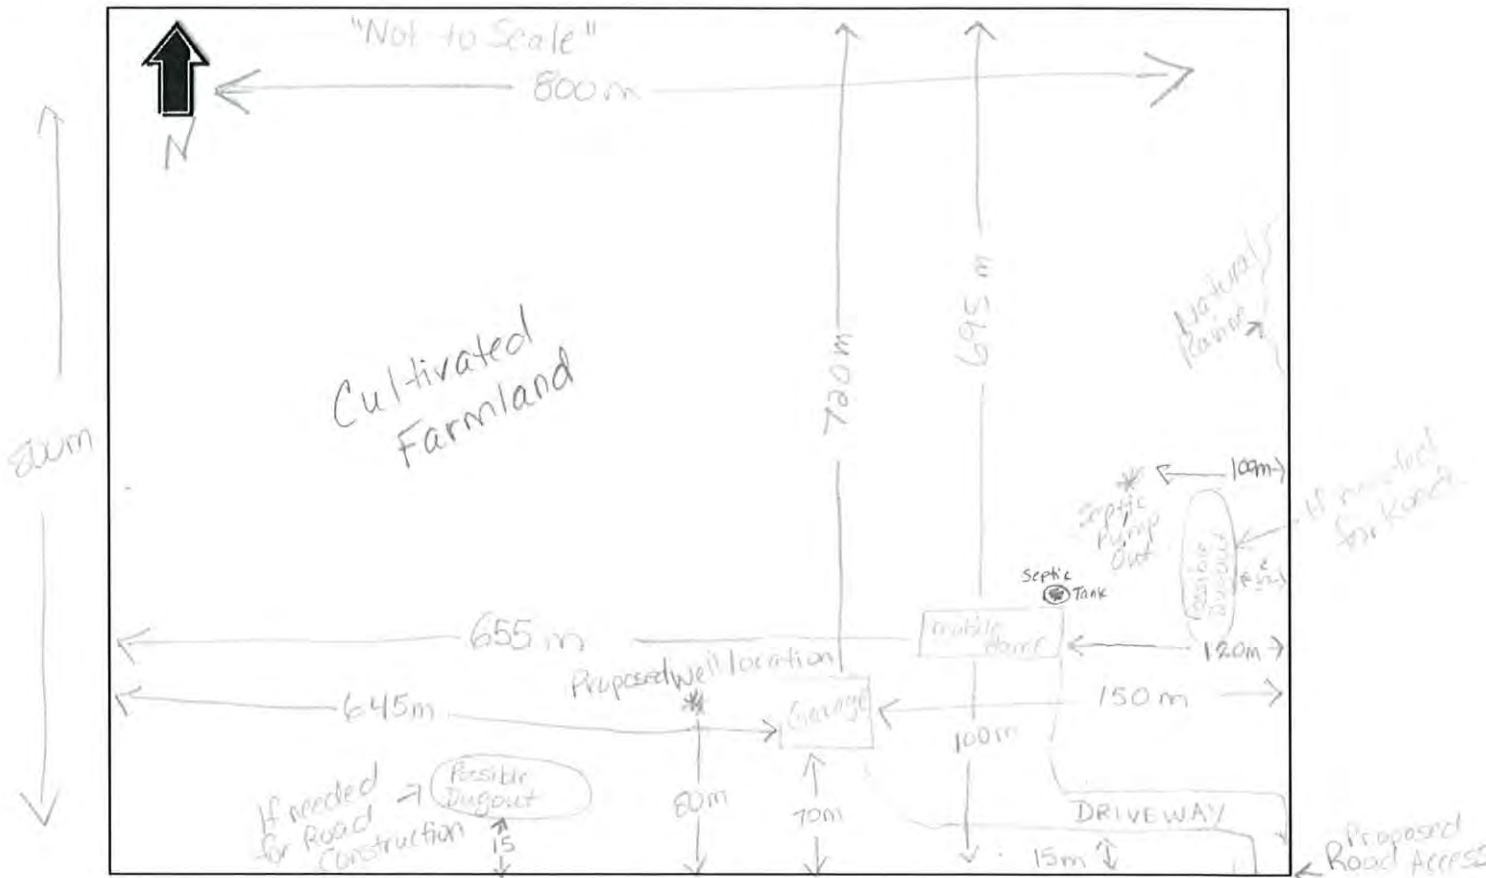 "Not to Scale"
800m
N
720m
695m
Natural
Ravine
Cultivated
Farmland
800m
100m
Septic
Pump
Out
Possible
Dugout
If needed
for Road
Septic
Tank
655m
mobile
Home
120m
Proposed Well location
645m
Garage
150m
100m
If needed
for Road
Construction
Possible
Dugout
15
80m
70m
DRIVEWAY
15m
Proposed
Road Access